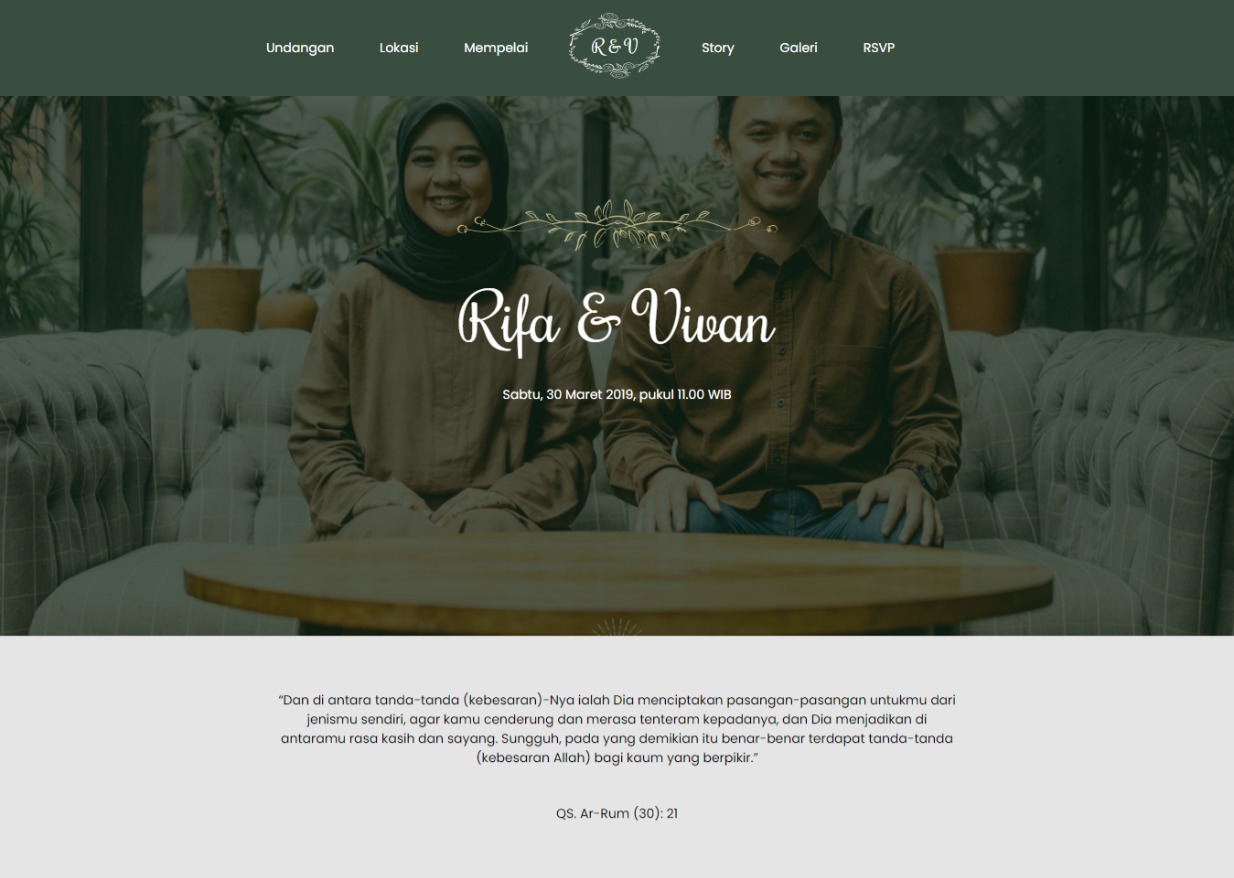 Undangan
Lokasi
Mempelai
R & V
Story
Galeri
RSVP
Rifa & Vivan
Sabtu, 30 Maret 2019, pukul 11.00 WIB
“Dan di antara tanda-tanda (kebesaran)-Nya ialah Dia menciptakan pasangan-pasangan untukmu dari
jenismu sendiri, agar kamu cenderung dan merasa tenteram kepadanya, dan Dia menjadikan di
antaramu rasa kasih dan sayang. Sungguh, pada yang demikian itu benar-benar terdapat tanda-tanda
(kebesaran Allah) bagi kaum yang berpikir.”
QS. Ar-Rum (30): 21